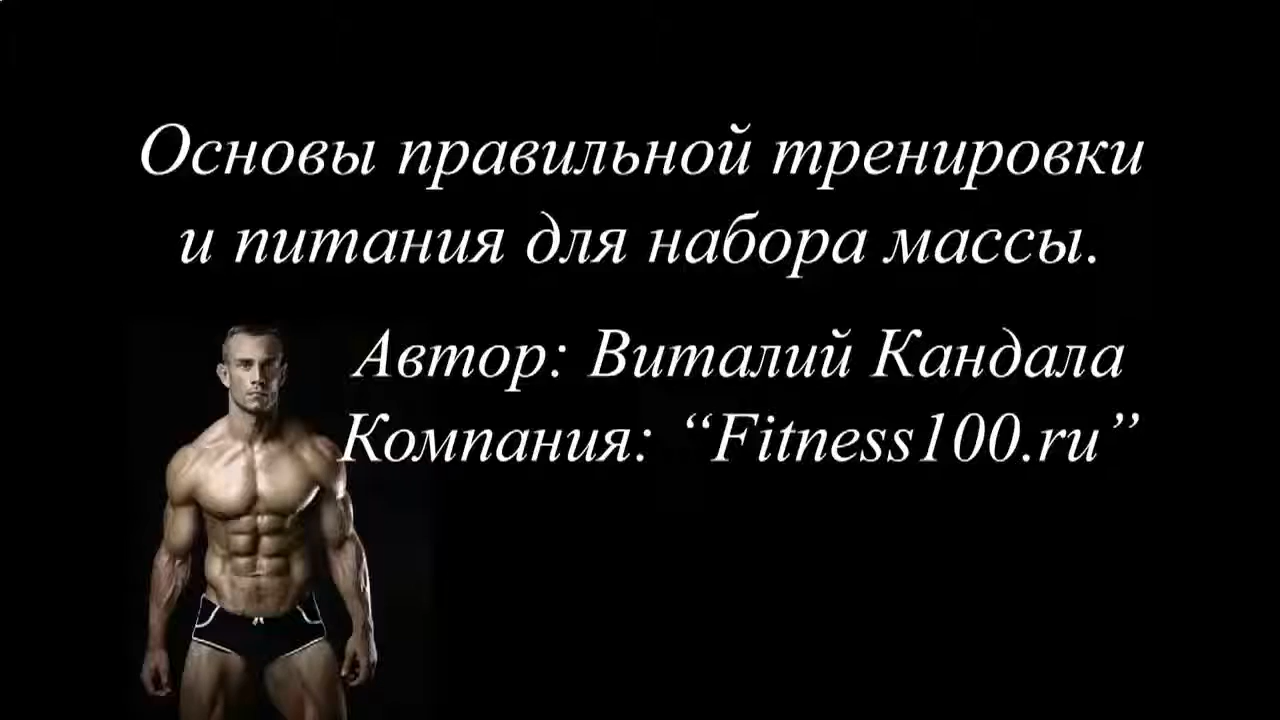 Основы правильной тренировки
и питания для набора массы.
Автор: Виталий Кандала
Компания: “Fitness100.ru”